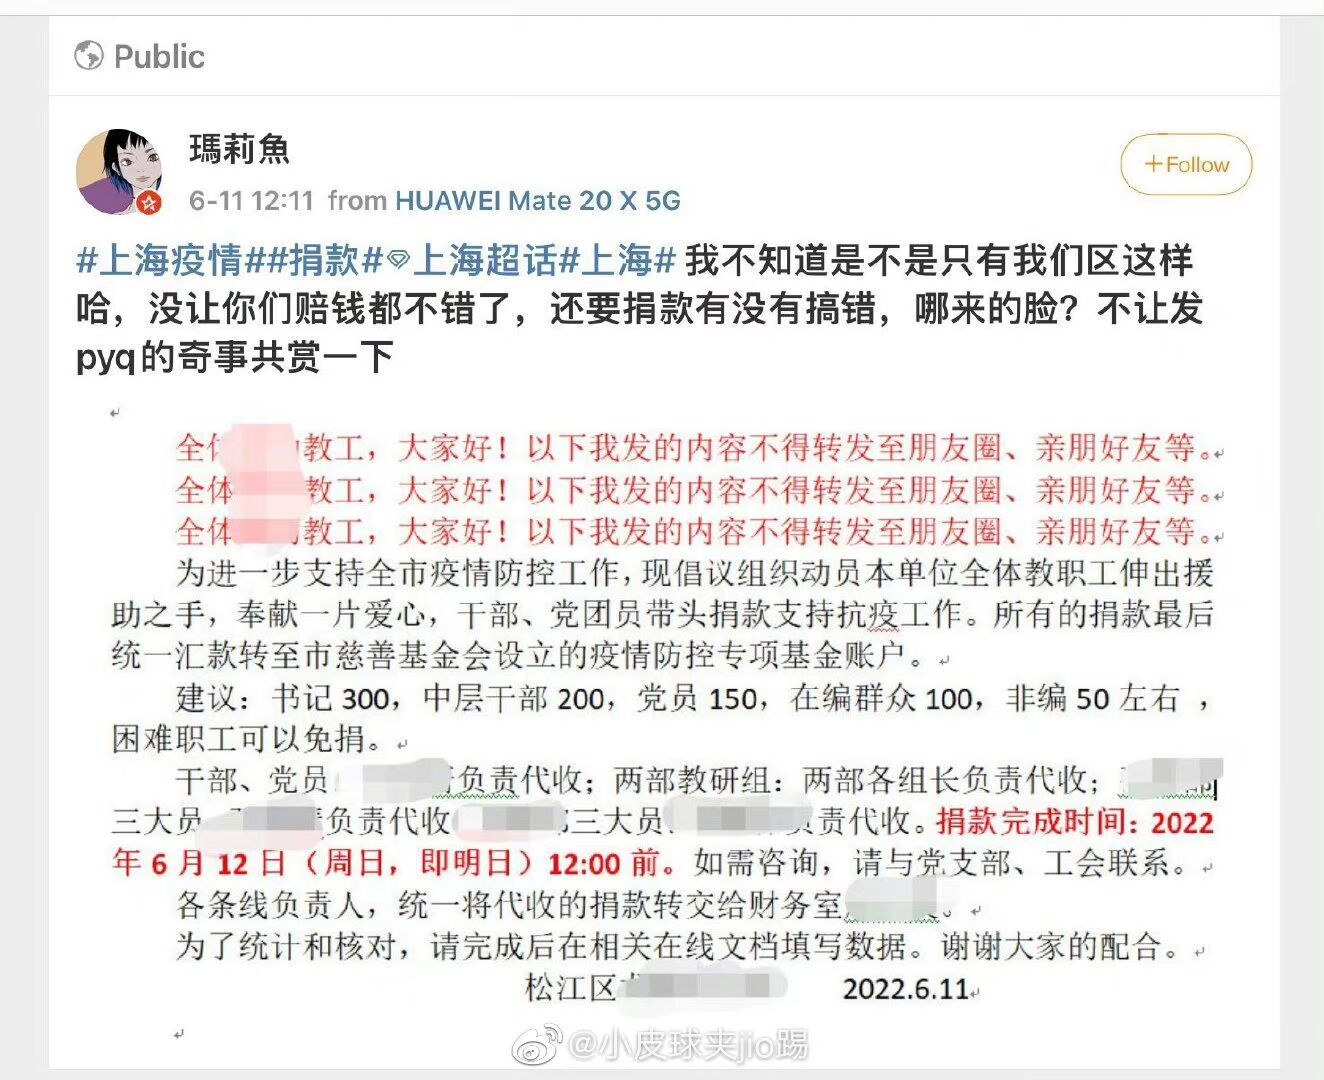 Public
瑪莉魚
6-11 12:11 from HUAWEI Mate 20 X 5G
+Follow
#上海疫情##捐款#上海超话#上海# 我不知道是不是只有我们区这样
哈，没让你们赔钱都不错了，还要捐款有没有搞错，哪来的脸？不让发
pyq的奇事共赏一下
全体 教工，大家好！以下我发的内容不得转发至朋友圈、亲朋好友等。
全体 教工，大家好！以下我发的内容不得转发至朋友圈、亲朋好友等。
全体 教工，大家好！以下我发的内容不得转发至朋友圈、亲朋好友等。
为进一步支持全市疫情防控工作，现倡议组织动员本单位全体教职工伸出援
助之手，奉献一片爱心，干部、党团员带头捐款支持抗疫工作。所有的捐款最后
统一汇款转至市慈善基金会设立的疫情防控专项基金账户。
建议：书记 300，中层干部 200，党员 150，在编群众 100，非编 50 左右 ，
困难职工可以免捐。
干部、党员 负责代收；两部教研组：两部各组长负责代收；
三大员 负责代收 三大员 负责代收。捐款完成时间：2022
年 6 月 12 日（周日，即明日）12:00 前。如需咨询，请与党支部、工会联系。
各条线负责人，统一将代收的捐款转交给财务室 。
为了统计和核对，请完成后在相关在线文档填写数据。谢谢大家的配合。
松江区 2022.6.11
@小皮球夹jio踢